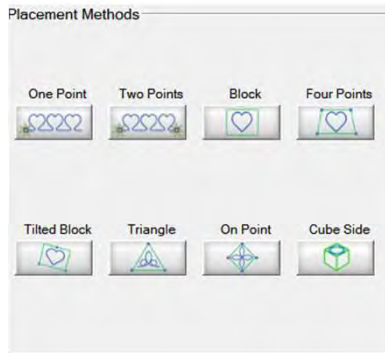 Placement Methods
One Point Two Points Block Four Points
Tilted Block Triangle On Point Cube Side